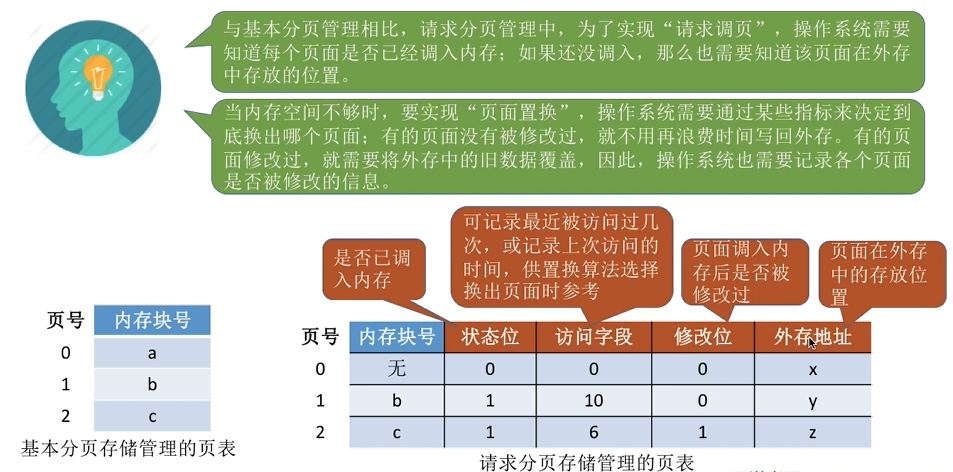 与基本分页管理相比，请求分页管理中，为了实现“请求调页”，操作系统需要
知道每个页面是否已经调入内存；如果还没调入，那么也需要知道该页面在外存
中存放的位置。
当内存空间不够时，要实现“页面置换”，操作系统需要通过某些指标来决定到
底换出哪个页面；有的页面没有被修改过，就不用再浪费时间写回外存。有的页
面修改过，就需要将外存中的旧数据覆盖，因此，操作系统也需要记录各个页面
是否被修改的信息。
是否已调
入内存
可记录最近被访问过几
次，或记录上次访问的
时间，供置换算法选择
换出页面时参考
页面调入内
存后是否被
修改过
页面在外存
中的存放位
置
页号 内存块号
0 a
1 b
2 c
基本分页存储管理的页表
页号 内存块号 状态位 访问字段 修改位 外存地址
0 无 0 0 0 x
1 b 1 10 0 y
2 c 1 6 1 z
请求分页存储管理的页表